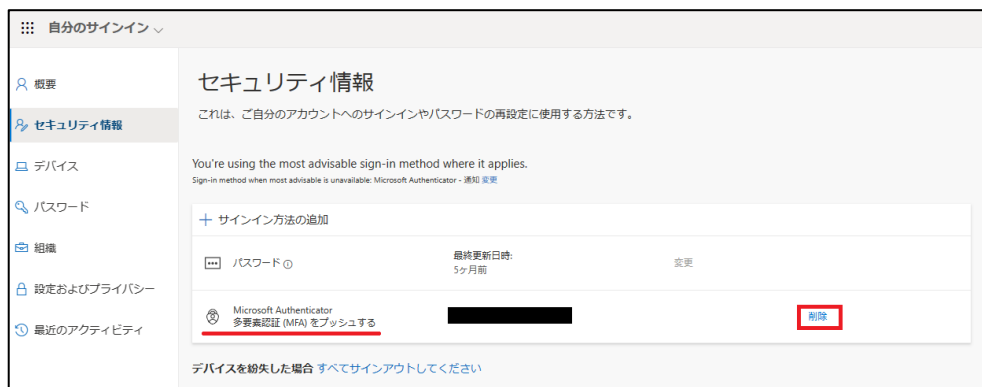 自分のサインイン
概要
セキュリティ情報
デバイス
パスワード
組織
設定およびプライバシー
最近のアクティビティ
セキュリティ情報
これは、ご自分のアカウントへのサインインやパスワードの再設定に使用する方法です。
You're using the most advisable sign-in method where it applies.
Sign-in method when most advisable is unavailable: Microsoft Authenticator - 通知 変更
サインイン方法の追加
パスワード
最終更新日時:
5ヶ月前
変更
Microsoft Authenticator
多要素認証 (MFA) をプッシュする
削除
デバイスを紛失した場合 すべてサインアウトしてください